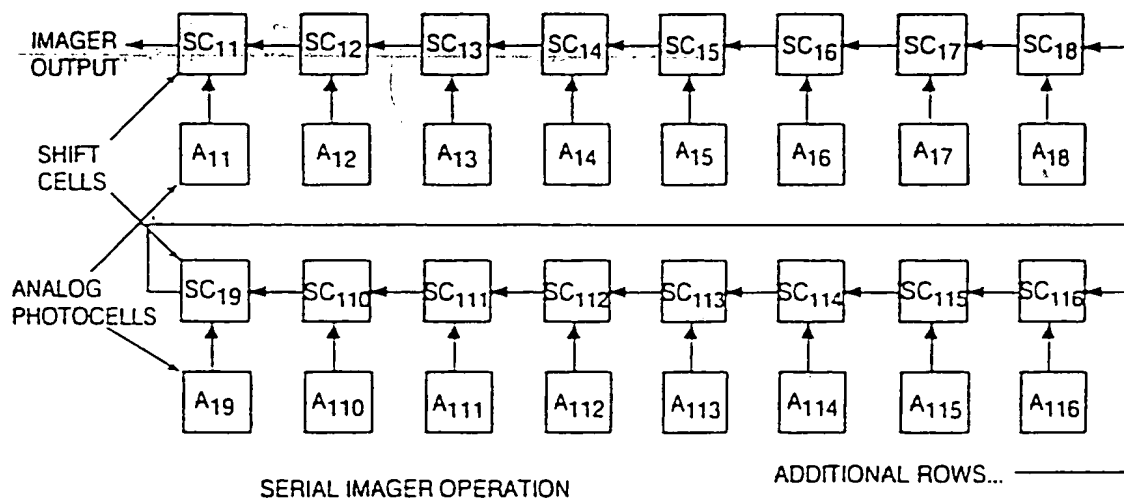 IMAGER OUTPUT
SC11 SC12 SC13 SC14 SC15 SC16 SC17 SC18
A11 A12 A13 A14 A15 A16 A17 A18
SHIFT CELLS
SC19 SC110 SC111 SC112 SC113 SC114 SC115 SC116
ANALOG PHOTOCELLS
A19 A110 A111 A112 A113 A114 A115 A116
ADDITIONAL ROWS...
SERIAL IMAGER OPERATION